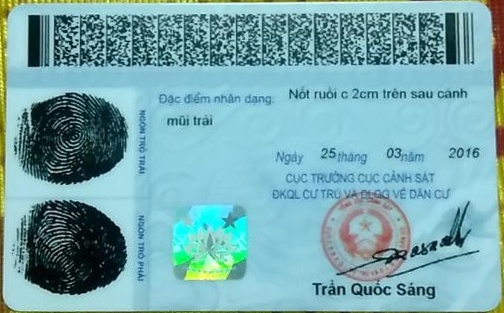 Đặc điểm nhân dạng: Nốt ruồi c 2cm trên sau cánh
mũi trái
NGÓN TRỎ TRÁI
NGÓN TRỎ PHẢI
Ngày 25 tháng 03 năm 2016
CỤC TRƯỞNG CỤC CẢNH SÁT
ĐKQL CƯ TRÚ VÀ DLQG VỀ DÂN CƯ
Trần Quốc Sáng